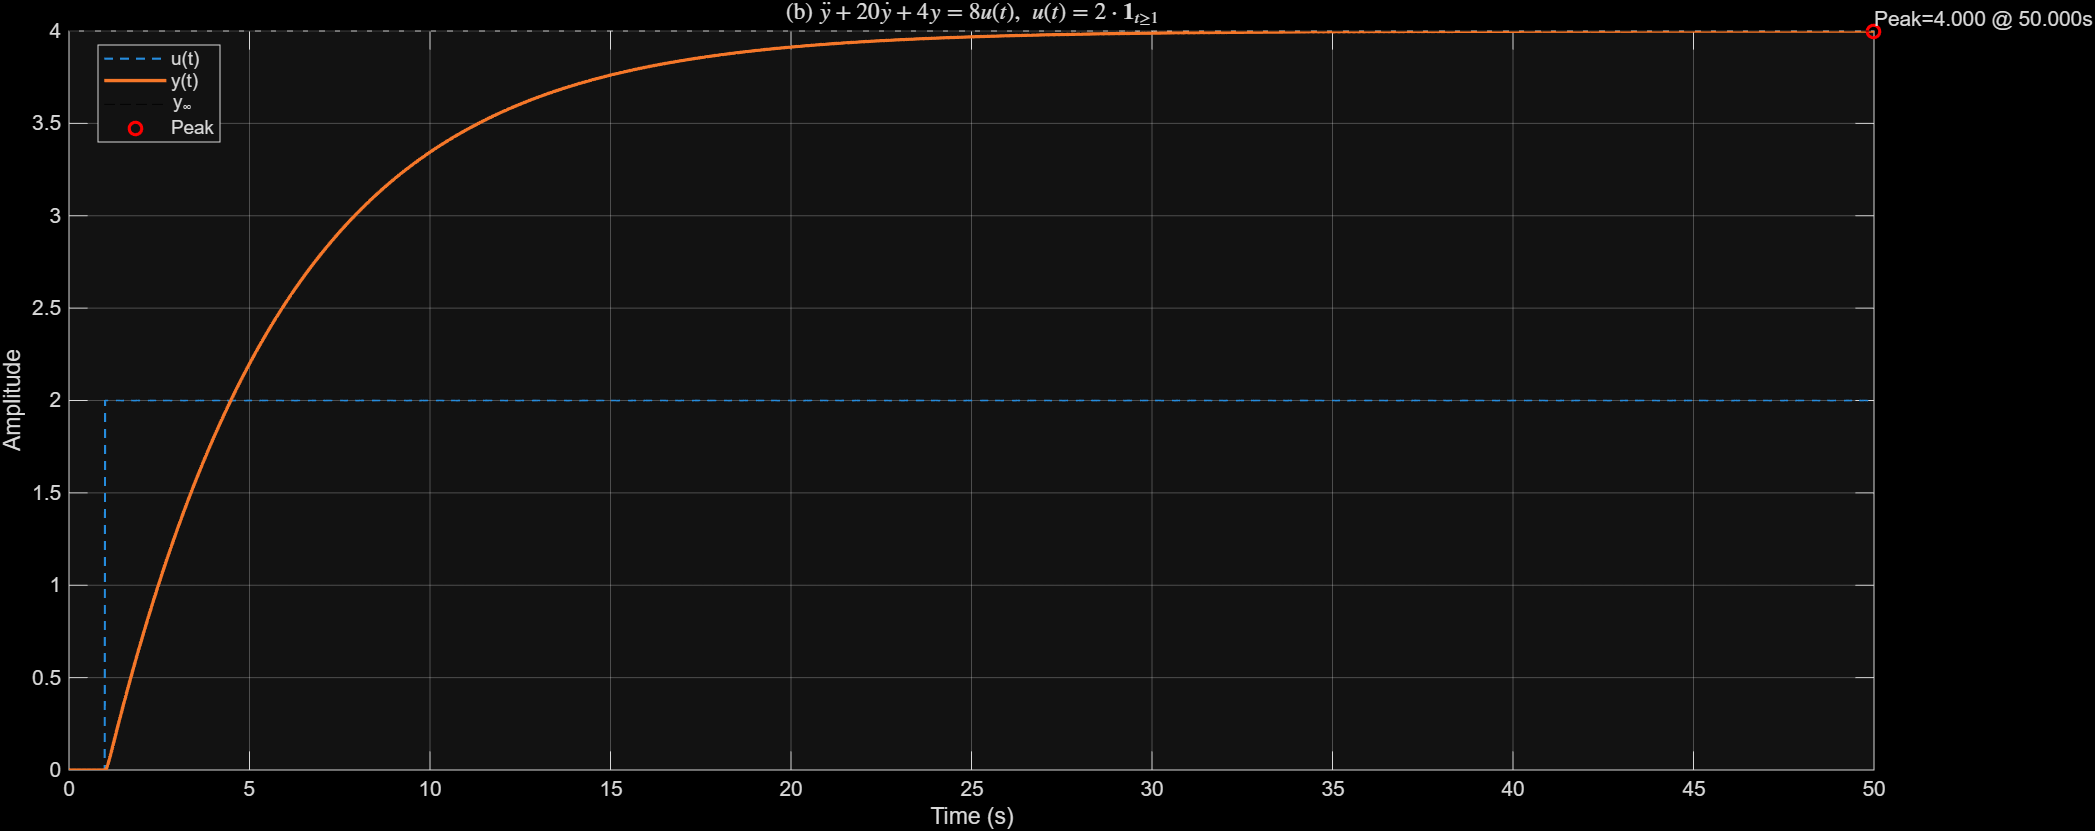 (b) ÿ + 20ẏ + 4y = 8u(t), u(t) = 2 · 𝟏ₜ≥₁
Peak=4.000 @ 50.000s
u(t)
y(t)
y∞
Peak
4
3.5
3
2.5
2
1.5
1
0.5
0
Amplitude
0 5 10 15 20 25 30 35 40 45 50
Time (s)